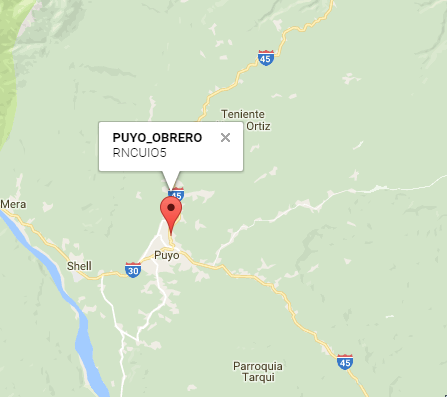 45
Teniente
Ortiz
PUYO_OBRERO ×
RNCUIO5
45
Mera
Puyo
Shell
30
45
Parroquia
Tarqui